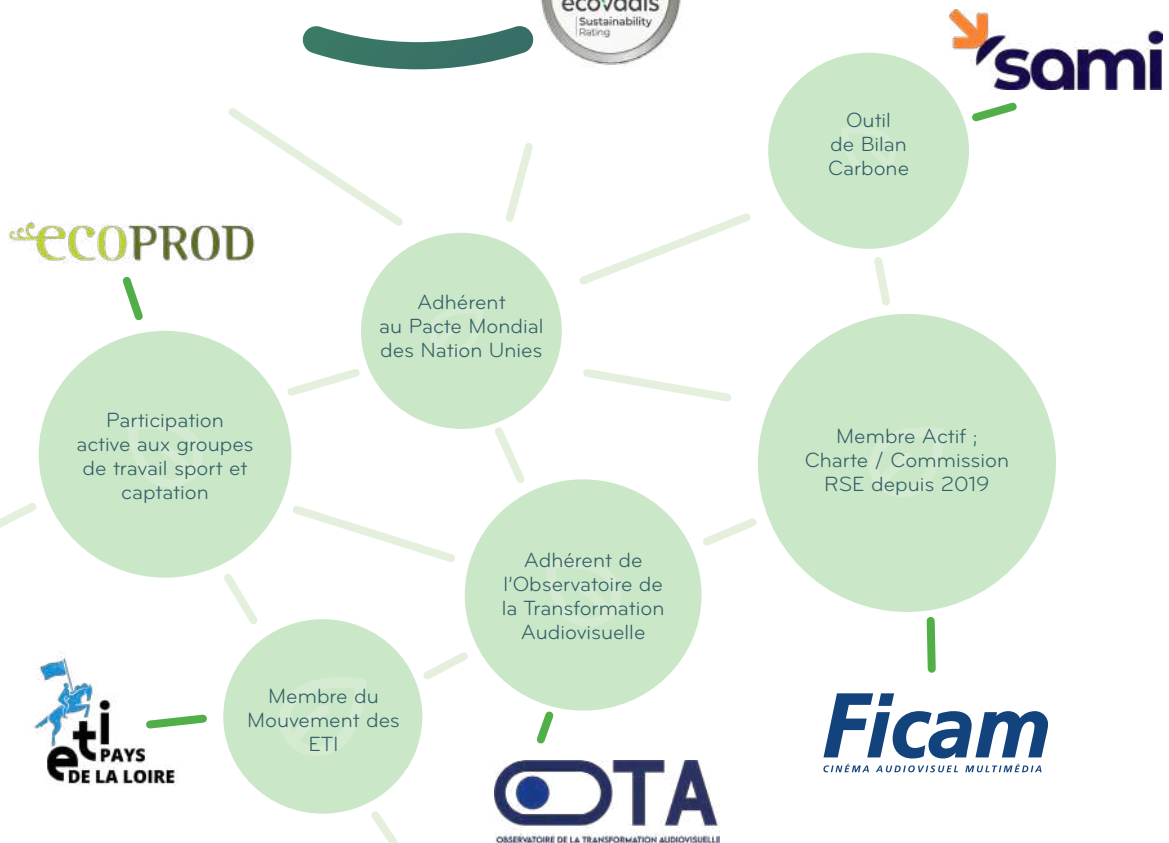 ecovadis
Sustainability
Rating
sami
Outil
de Bilan
Carbone
ecoPROD
Adhérent
au Pacte Mondial
des Nation Unies
Participation
active aux groupes
de travail sport et
captation
Membre Actif ;
Charte / Commission
RSE depuis 2019
Adhérent de
l'Observatoire de
la Transformation
Audiovisuelle
Membre du
Mouvement des
ETI
eti
PAYS
DE LA LOIRE
OTA
OBSERVATOIRE DE LA TRANSFORMATION AUDIOVISUELLE
Ficam
CINÉMA AUDIOVISUEL MULTIMÉDIA